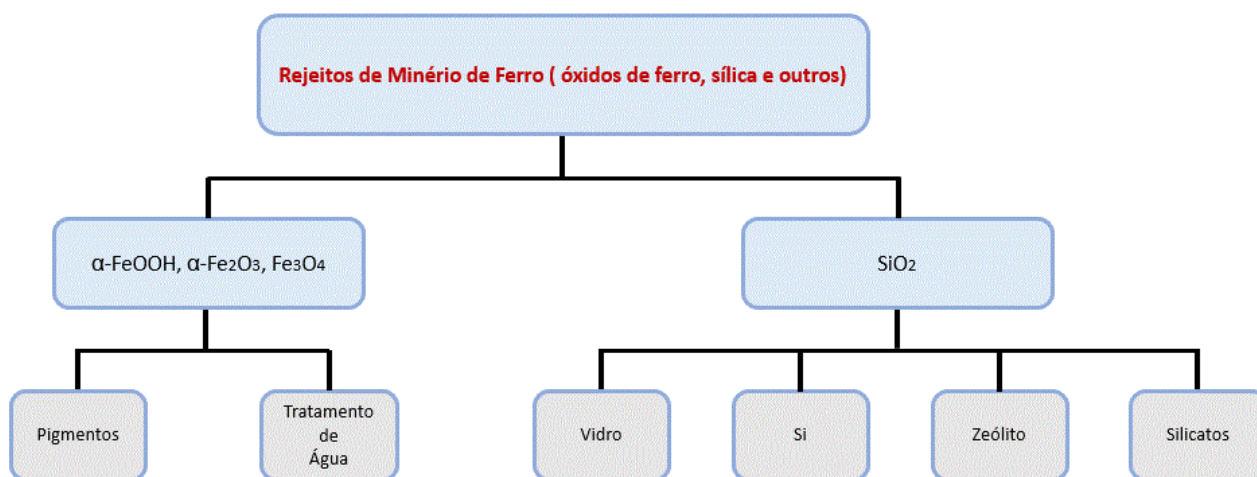 Rejeitos de Minério de Ferro ( óxidos de ferro, sílica e outros)
α-FeOOH, α-Fe2O3, Fe3O4
SiO2
Pigmentos
Tratamento
de
Água
Vidro
Si
Zeólito
Silicatos